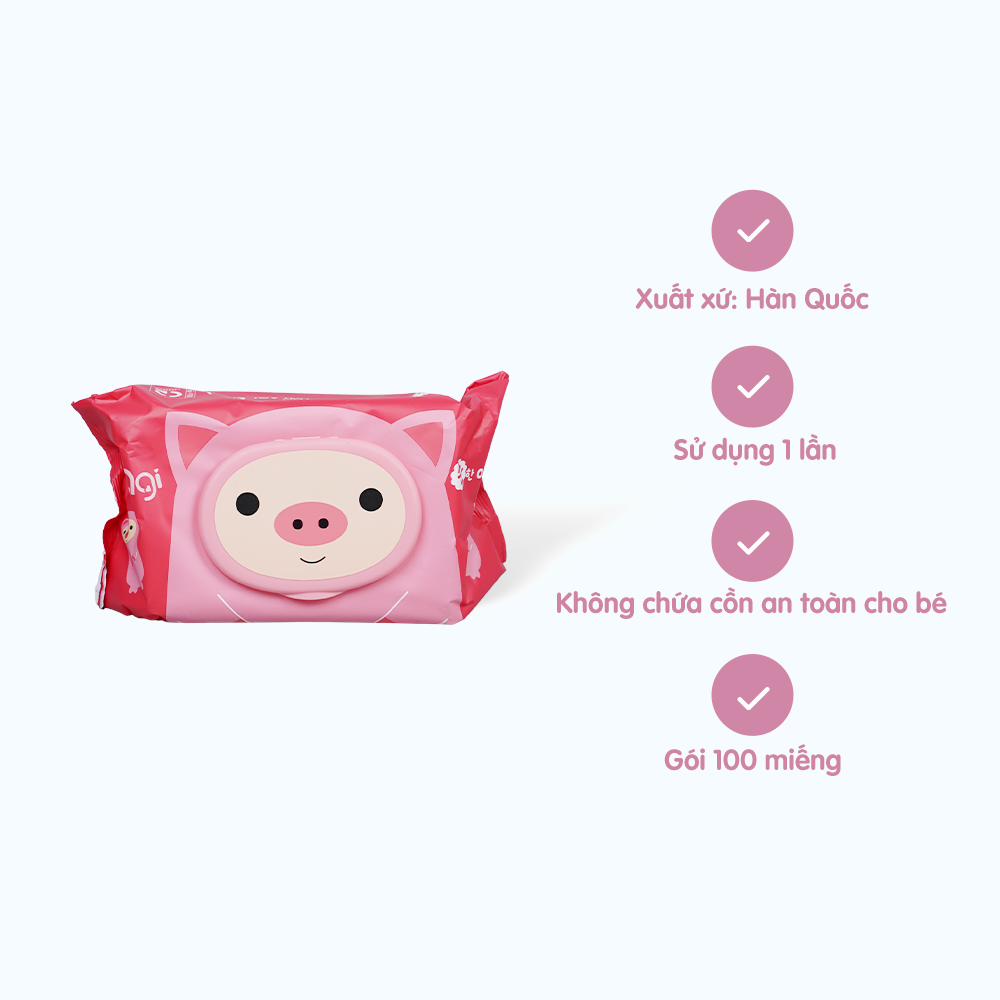 Xuất xứ: Hàn Quốc
Sử dụng 1 lần
Không chứa cồn an toàn cho bé
Gói 100 miếng